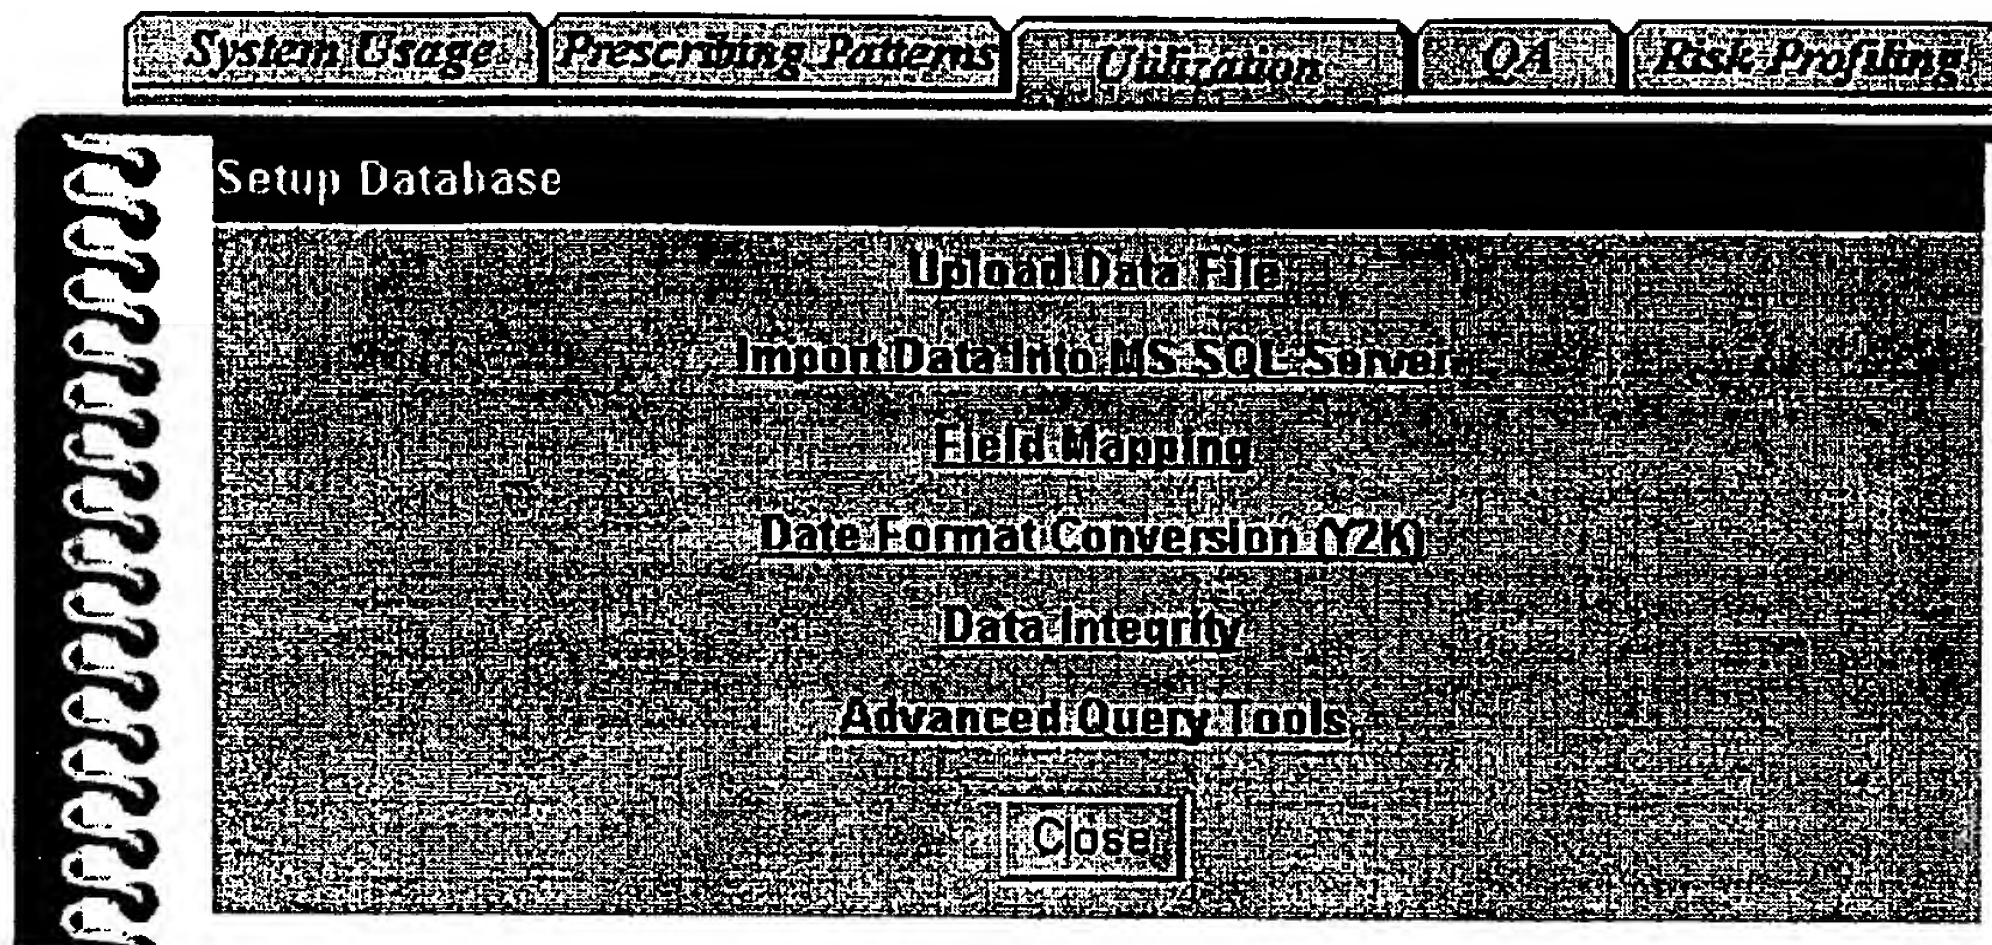 System Usage Prescribing Patterns Utilization QA Risk Profiling
Setup Database
Upload Data File
Import Data Into MS SQL Server
Field Mapping
Date Format Conversion (Y2K)
Data Integrity
Advanced Query Tools
Close